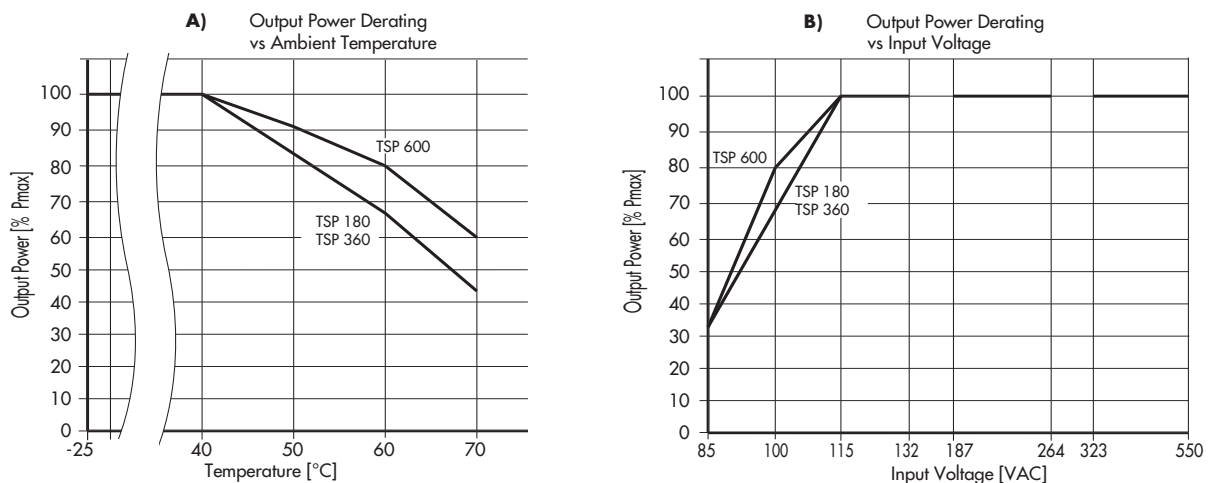 A) Output Power Derating
vs Ambient Temperature
Output Power [% Pmax]
100
90
80
70
60
50
40
30
20
10
0
TSP 600
TSP 180
TSP 360
-25 40 50 60 70
Temperature [°C]
B) Output Power Derating
vs Input Voltage
Output Power [% Pmax]
100
90
80
70
60
50
40
30
20
10
0
TSP 600
TSP 180
TSP 360
85 100 115 132 187 264 323 550
Input Voltage [VAC]